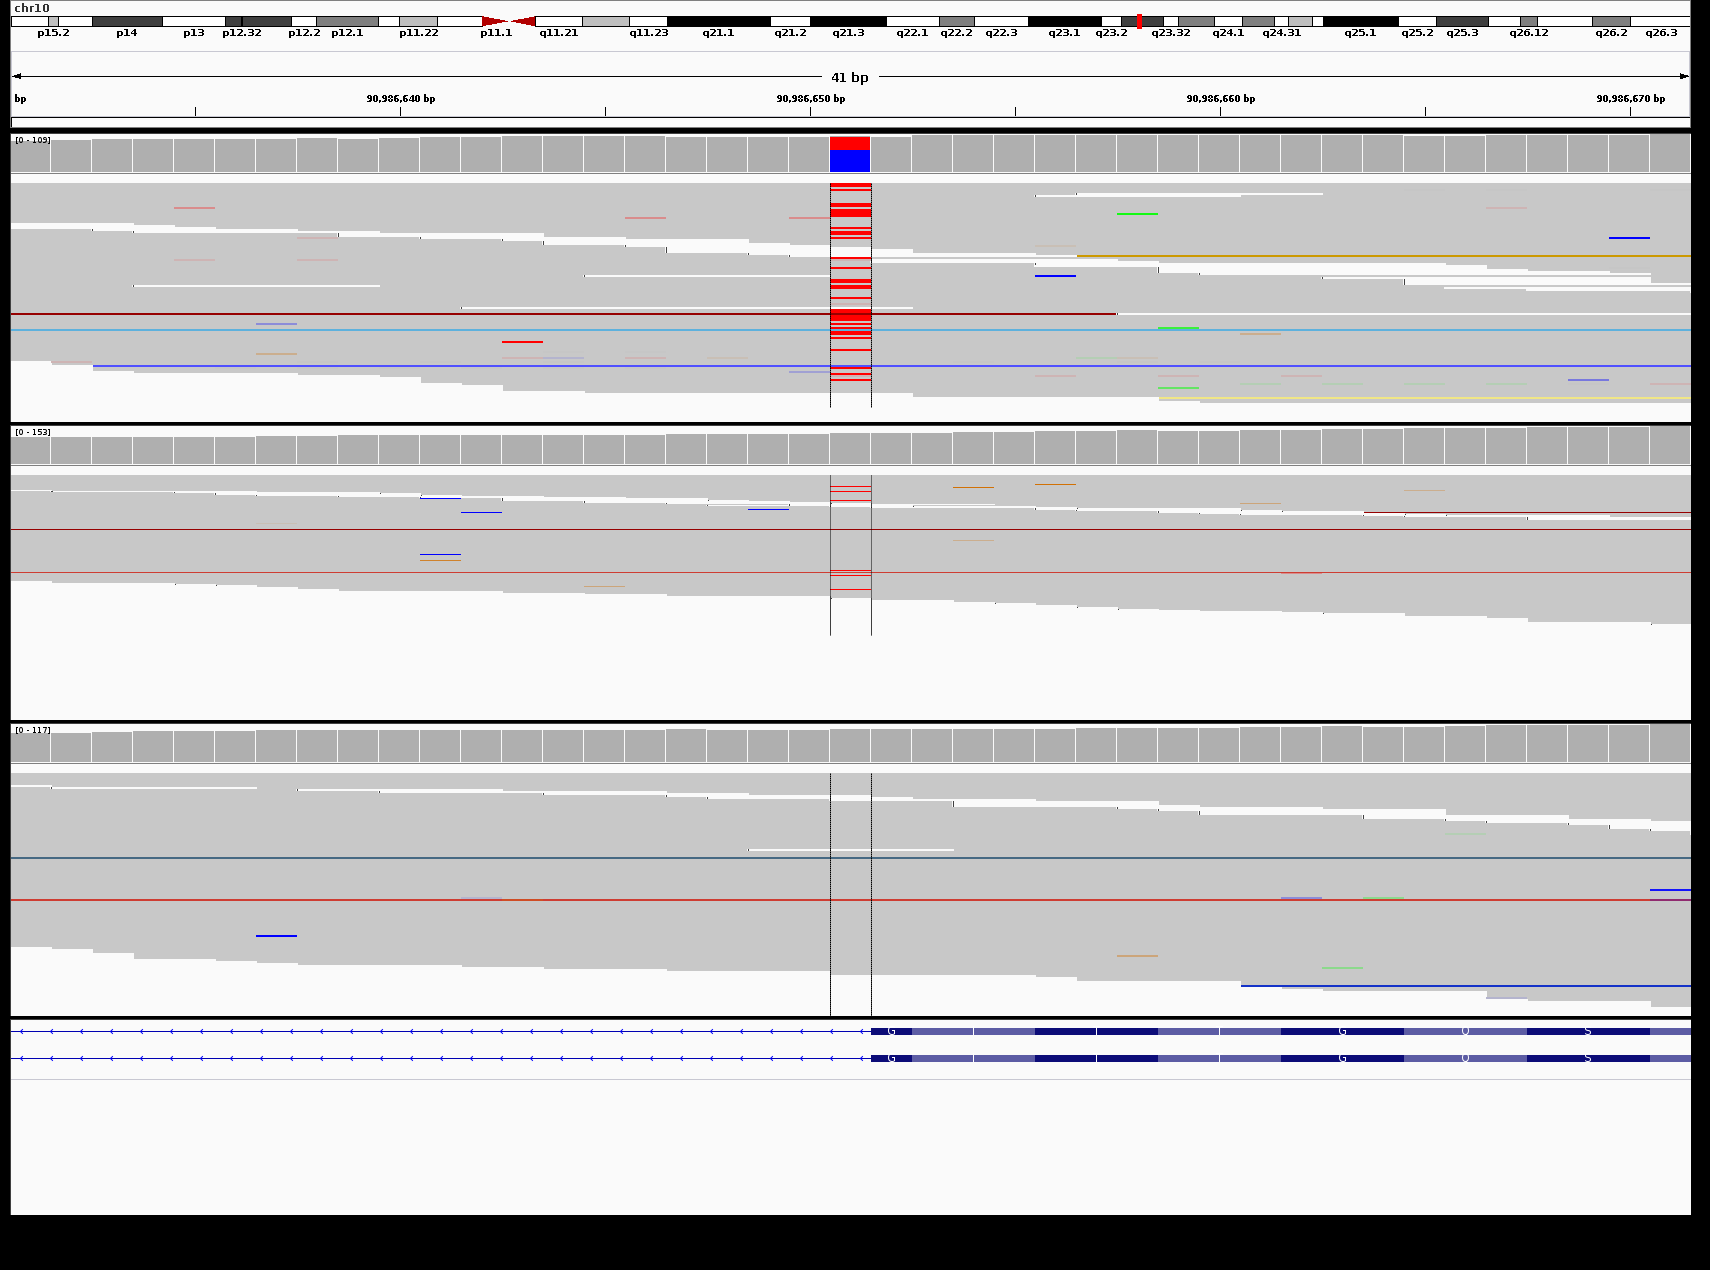 chr10
p15.2 p14 p13 p12.32 p12.2 p12.1 p11.22 p11.1 q11.21 q11.23 q21.1 q21.2 q21.3 q22.1 q22.2 q22.3 q23.1 q23.2 q23.32 q24.1 q24.31 q25.1 q25.2 q25.3 q26.12 q26.2 q26.3
41 bp
bp 90,986,640 bp 90,986,650 bp 90,986,660 bp 90,986,670 bp
[0 - 109]
[0 - 153]
[0 - 117]
G I I I G Q S
G I I I G Q S